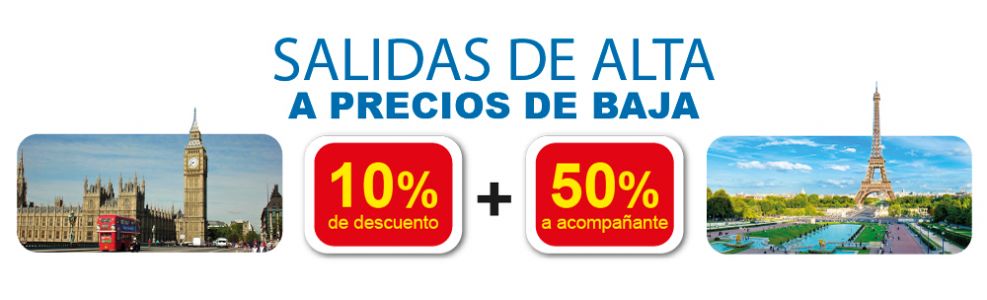 SALIDAS DE ALTA
A PRECIOS DE BAJA
10%
de descuento
+
50%
a acompañante